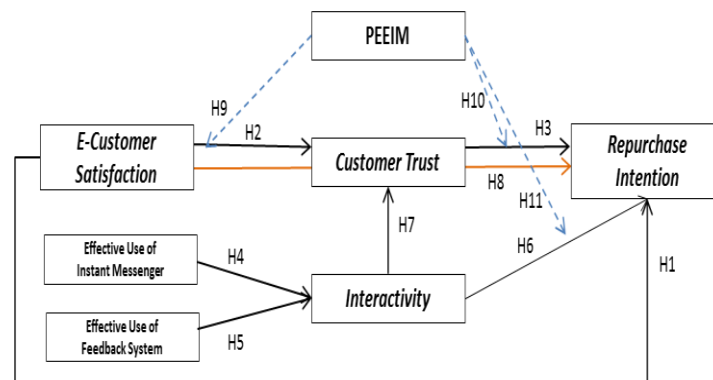 PEEIM
H9
H10
H2
H3
E-Customer
Satisfaction
Customer Trust
Repurchase
Intention
H8
H11
H7
Effective Use of
Instant Messenger
H4
H6
H1
Interactivity
Effective Use of
Feedback System
H5